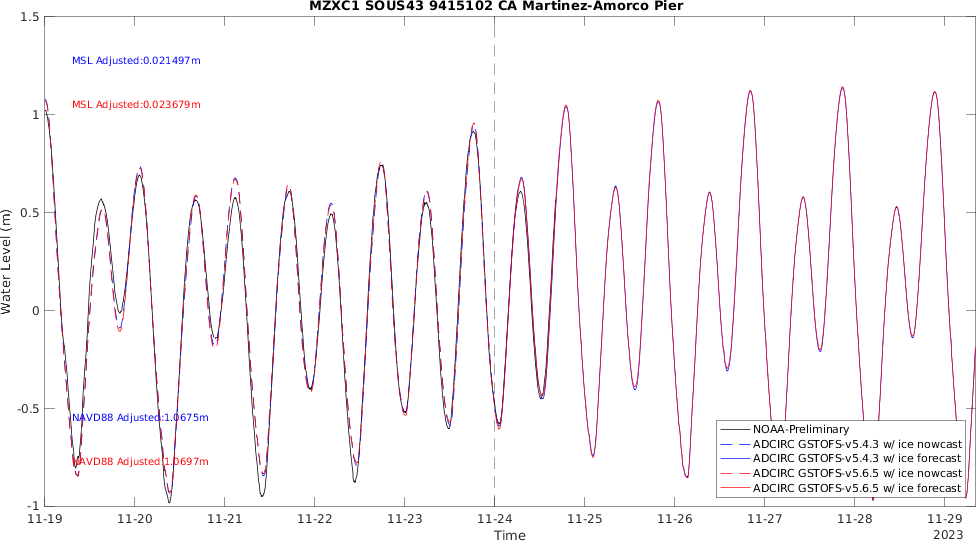 MZXC1 SOUS43 9415102 CA Martinez-Amorco Pier
1.5
MSL Adjusted:0.021497m
MSL Adjusted:0.023679m
1
0.5
Water Level (m)
0
-0.5
NAVD88 Adjusted:1.0675m
NAVD88 Adjusted:1.0697m
-1
NOAA-Preliminary
ADCIRC GSTOFS-v5.4.3 w/ ice nowcast
ADCIRC GSTOFS-v5.4.3 w/ ice forecast
ADCIRC GSTOFS-v5.6.5 w/ ice nowcast
ADCIRC GSTOFS-v5.6.5 w/ ice forecast
11-19 11-20 11-21 11-22 11-23 11-24 11-25 11-26 11-27 11-28 11-29
2023
Time